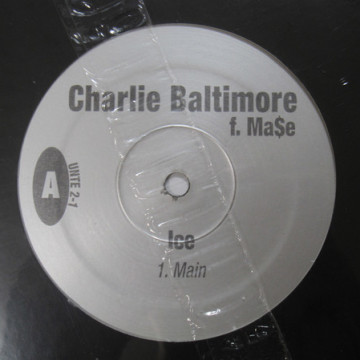 Charlie Baltimore
f. Ma$e
A
UNTE 2-1
Ice
1. Main